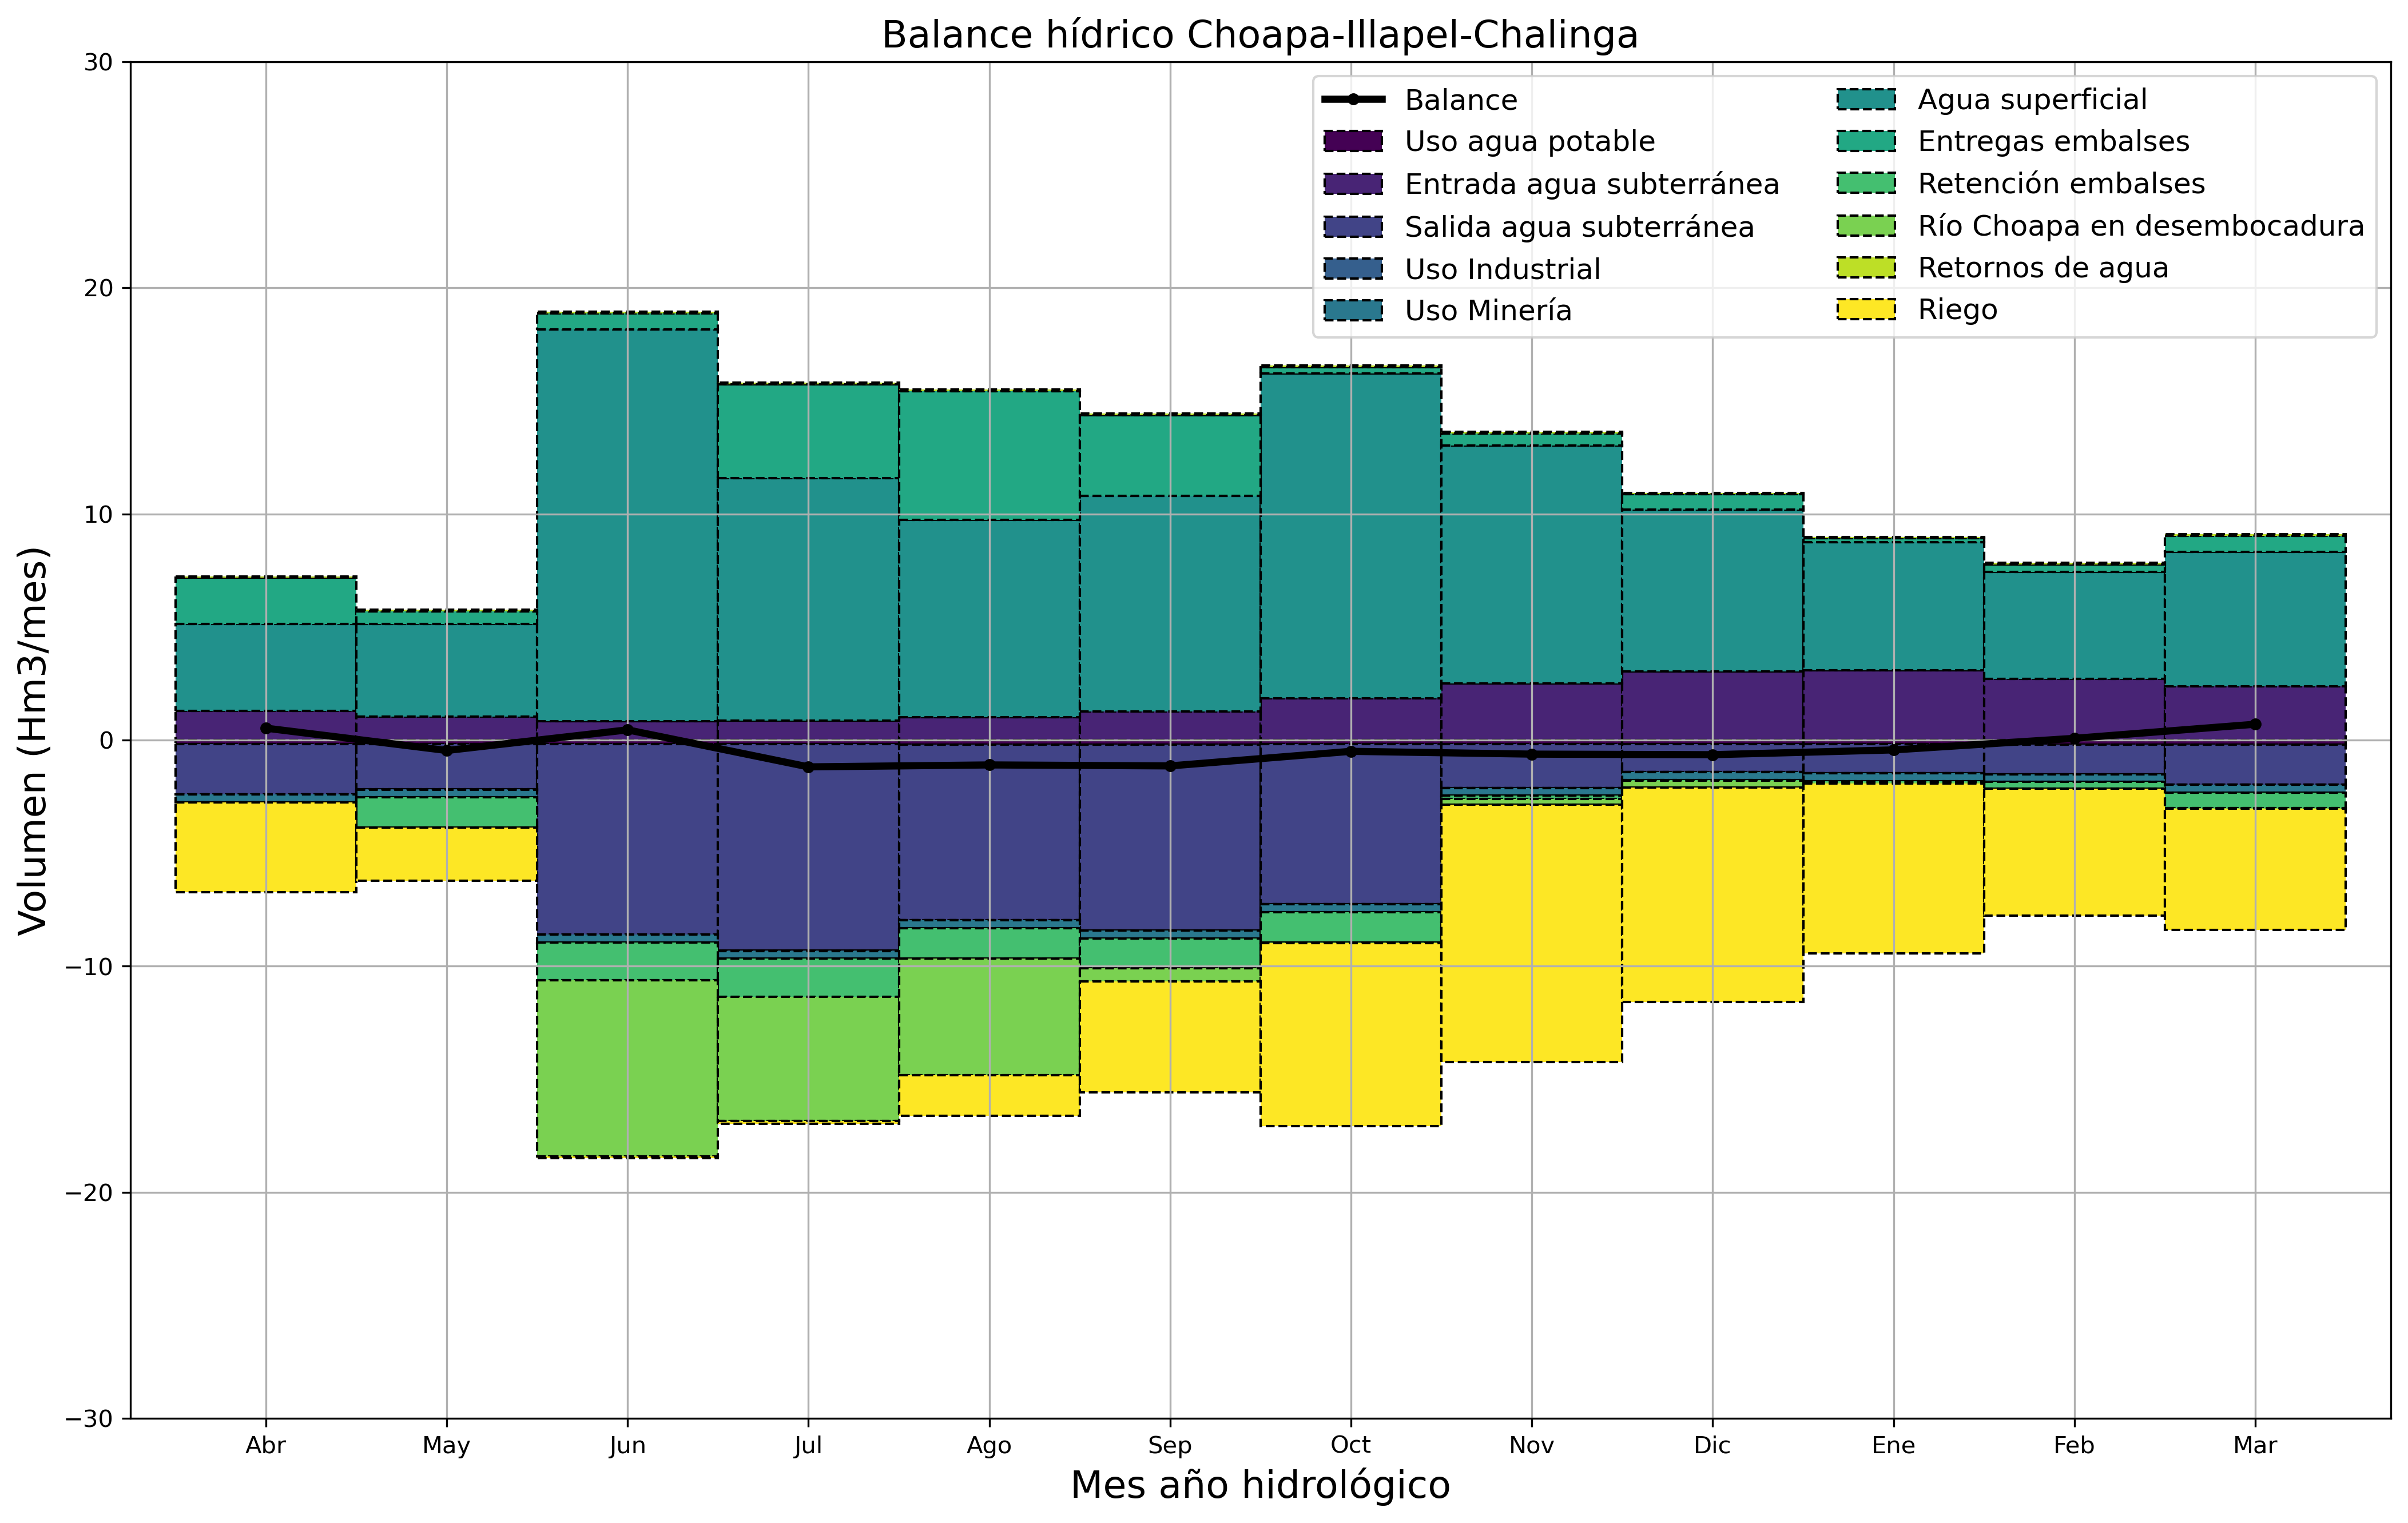 Balance hídrico Choapa-Illapel-Chalinga
Volumen (Hm3/mes)
30
20
10
0
−10
−20
−30
Balance
Uso agua potable
Entrada agua subterránea
Salida agua subterránea
Uso Industrial
Uso Minería
Agua superficial
Entregas embalses
Retención embalses
Río Choapa en desembocadura
Retornos de agua
Riego
Abr May Jun Jul Ago Sep Oct Nov Dic Ene Feb Mar
Mes año hidrológico